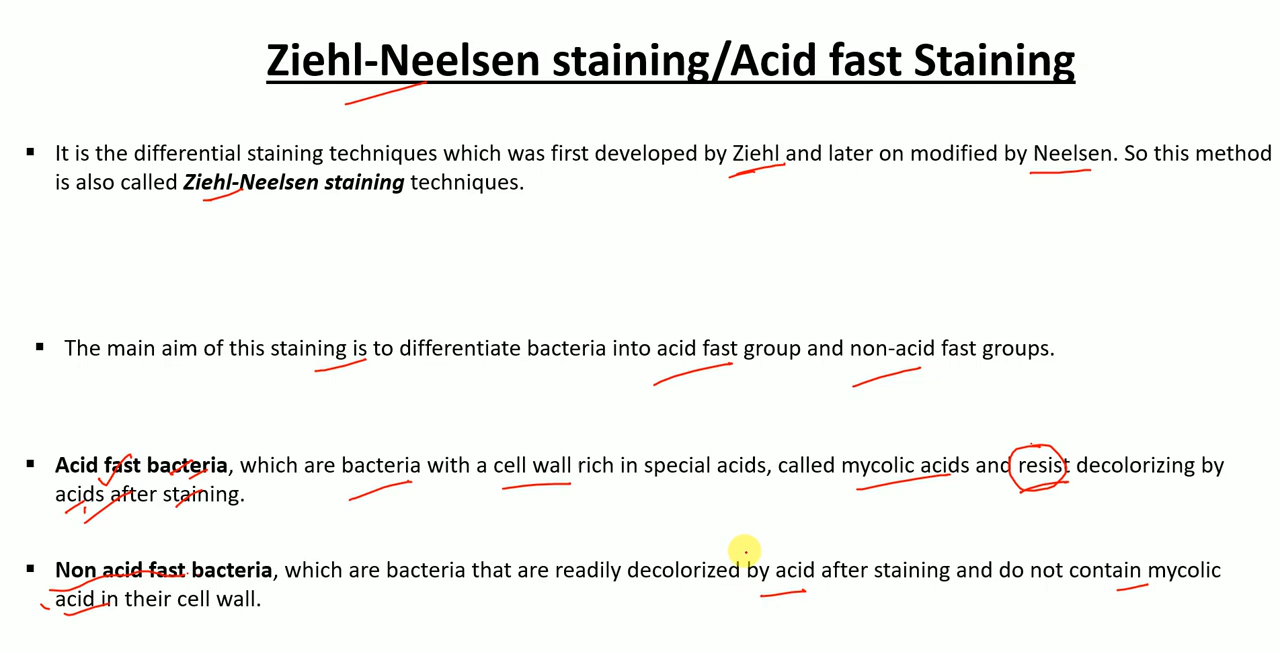 Ziehl-Neelsen staining/Acid fast Staining
▪ It is the differential staining techniques which was first developed by Ziehl and later on modified by Neelsen. So this method
is also called Ziehl-Neelsen staining techniques.
▪ The main aim of this staining is to differentiate bacteria into acid fast group and non-acid fast groups.
▪ Acid fast bacteria, which are bacteria with a cell wall rich in special acids, called mycolic acids and resist decolorizing by
acids after staining.
▪ Non acid fast bacteria, which are bacteria that are readily decolorized by acid after staining and do not contain mycolic
acid in their cell wall.